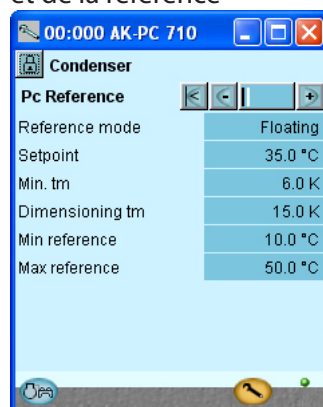 et de la référence
00:000 AK-PC 710
Condenser
Pc Reference
Reference mode Floating
Setpoint 35.0 °C
Min. tm 6.0 K
Dimensioning tm 15.0 K
Min reference 10.0 °C
Max reference 50.0 °C